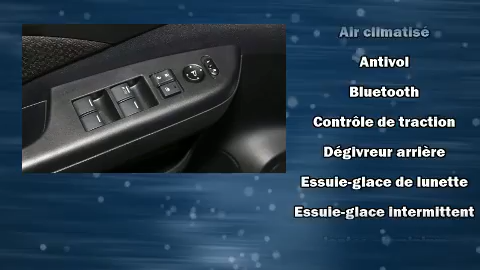 Air climatisé
Antivol
Bluetooth
Contrôle de traction
Dégivreur arrière
Essuie-glace de lunette
Essuie-glace intermittent